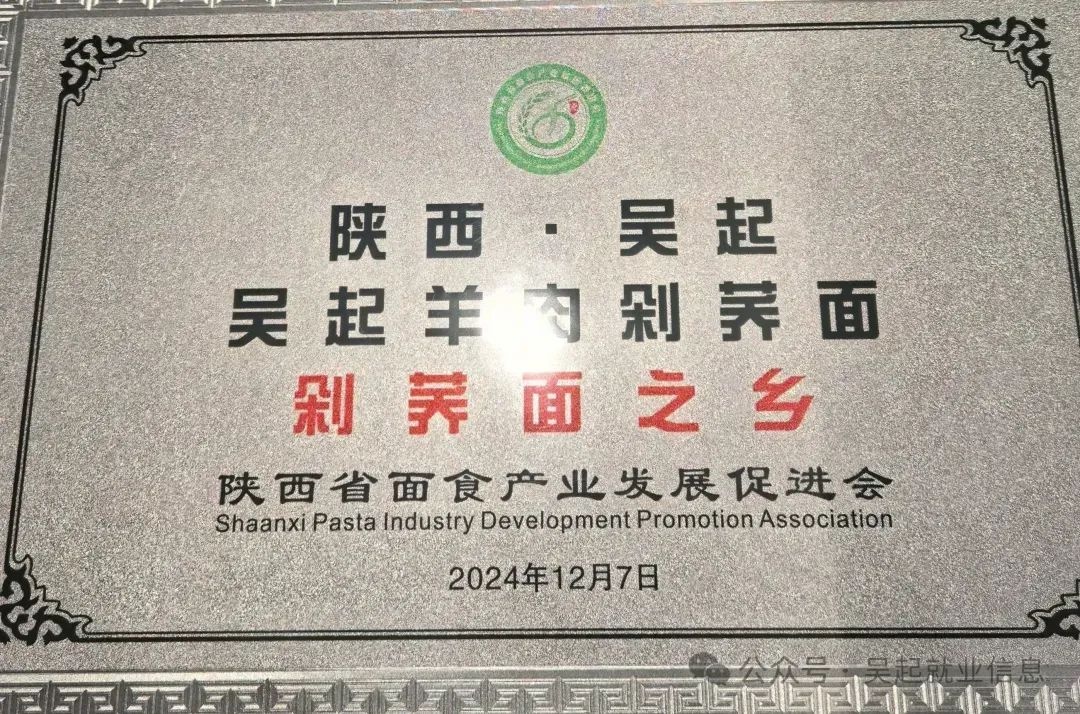 陕西·吴起
吴起羊肉剁荞面
剁荞面之乡
陕西省面食产业发展促进会
Shaanxi Pasta Industry Development Promotion Association
2024年12月7日
公众号·吴起就业信息